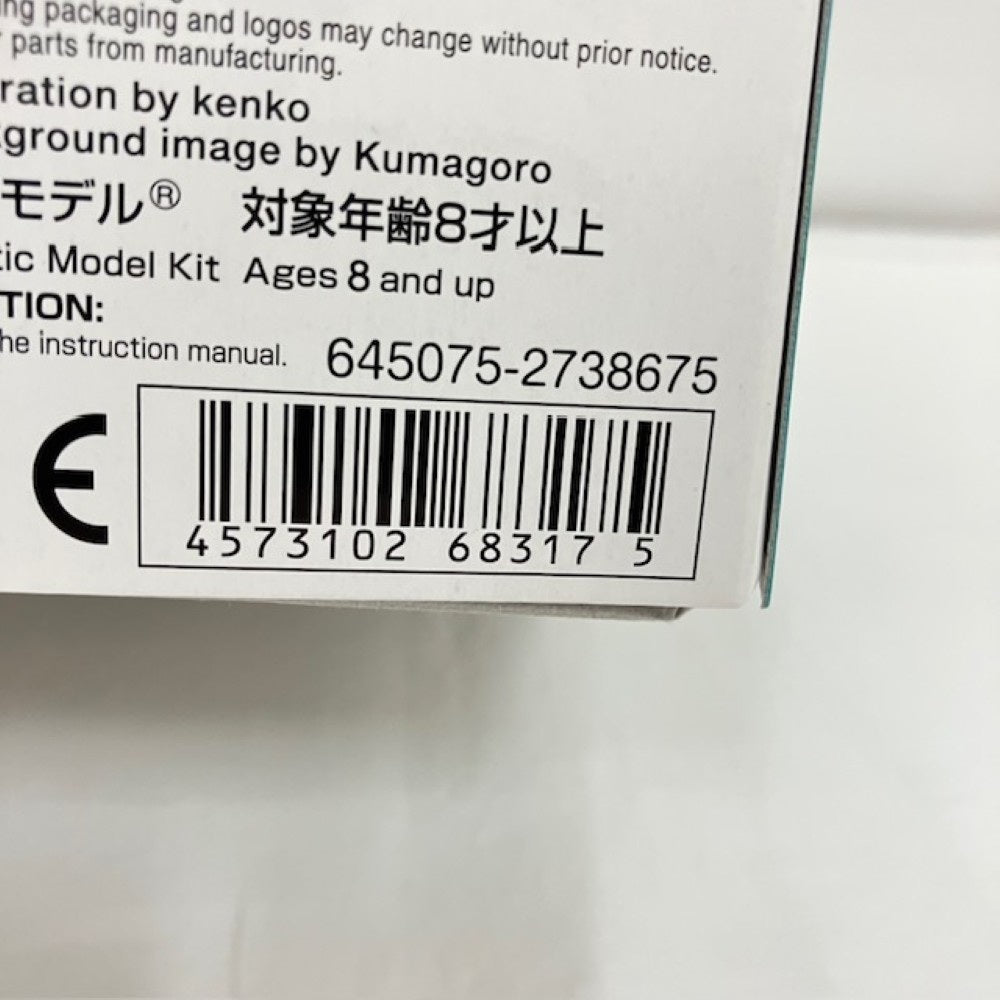 ng packaging and logos may change without prior notice.
parts from manufacturing.
ration by kenko
ground image by Kumagoro
モデル® 対象年齢8才以上
tic Model Kit Ages 8 and up
TION:
he instruction manual. 645075-2738675
CE
4573102 68317 5